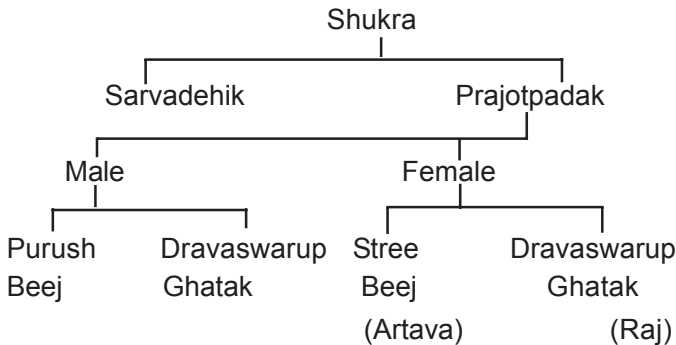 Shukra
Sarvadehik Prajotpadak
Male Female
Purush Dravaswarup Stree Dravaswarup
Beej Ghatak Beej Ghatak
(Artava) (Raj)